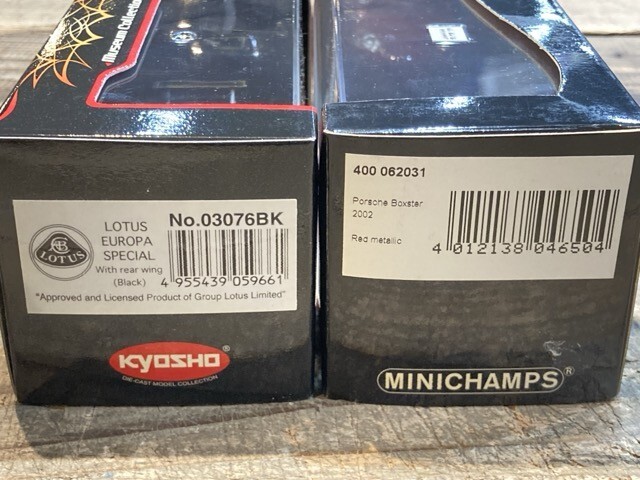 Museum Collection
LOTUS
LOTUS
EUROPA
SPECIAL
With rear wing
(Black)
No.03076BK
4 955439 059661
"Approved and Licensed Product of Group Lotus Limited"
KYOSHO®
DIE-CAST MODEL COLLECTION
400 062031
Porsche Boxster
2002
Red metallic
4 012138 046504
MINICHAMPS®